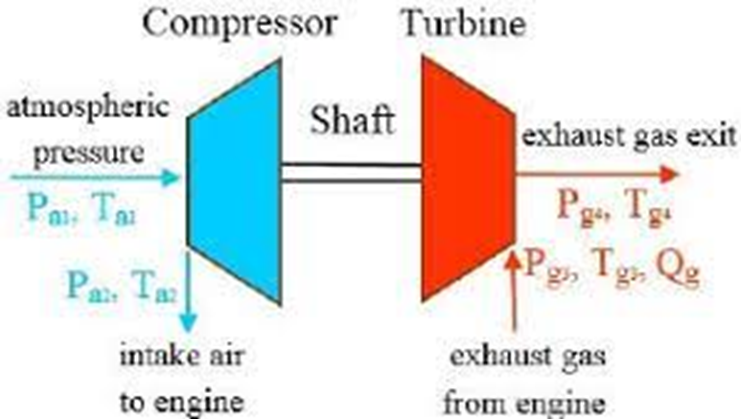 Compressor
Turbine
atmospheric
pressure
Shaft
exhaust gas exit
Pa1, Ta1
Pg4, Tg4
Pa2, Ta2
Pg3, Tg3, Qg
intake air
to engine
exhaust gas
from engine